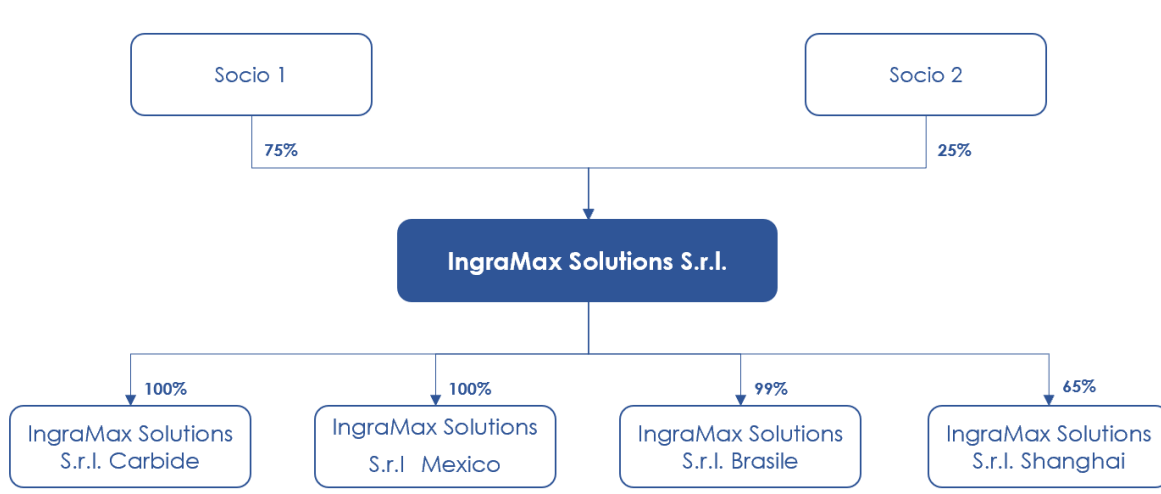 Socio 1
Socio 2
75%
25%
IngraMax Solutions S.r.l.
100%
100%
99%
65%
IngraMax Solutions
S.r.l. Carbide
IngraMax Solutions
S.r.l Mexico
IngraMax Solutions
S.r.l. Brasile
IngraMax Solutions
S.r.l. Shanghai